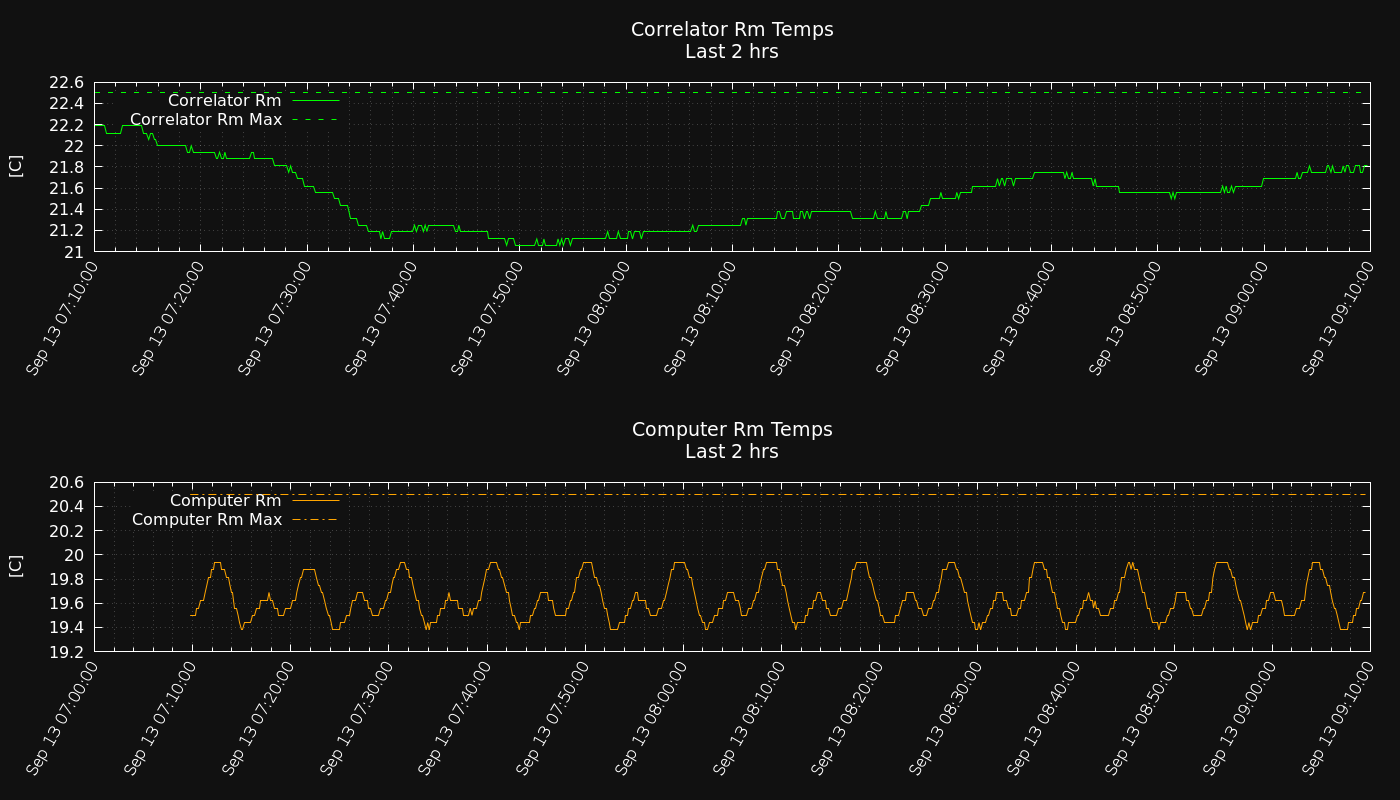 Correlator Rm Temps
Last 2 hrs
[C]
22.6
22.4
22.2
22
21.8
21.6
21.4
21.2
21
Correlator Rm
Correlator Rm Max
Sep 13 07:10:00
Sep 13 07:20:00
Sep 13 07:30:00
Sep 13 07:40:00
Sep 13 07:50:00
Sep 13 08:00:00
Sep 13 08:10:00
Sep 13 08:20:00
Sep 13 08:30:00
Sep 13 08:40:00
Sep 13 08:50:00
Sep 13 09:00:00
Sep 13 09:10:00
Computer Rm Temps
Last 2 hrs
[C]
20.6
20.4
20.2
20
19.8
19.6
19.4
19.2
Computer Rm
Computer Rm Max
Sep 13 07:00:00
Sep 13 07:10:00
Sep 13 07:20:00
Sep 13 07:30:00
Sep 13 07:40:00
Sep 13 07:50:00
Sep 13 08:00:00
Sep 13 08:10:00
Sep 13 08:20:00
Sep 13 08:30:00
Sep 13 08:40:00
Sep 13 08:50:00
Sep 13 09:00:00
Sep 13 09:10:00